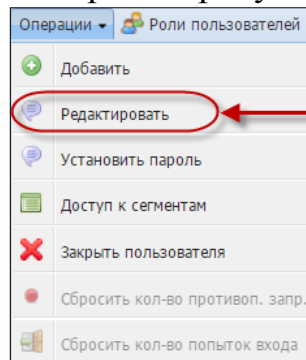 Операции Роли пользователей
Добавить
Редактировать
Установить пароль
Доступ к сегментам
Закрыть пользователя
Сбросить кол-во противоп. запр.
Сбросить кол-во попыток входа